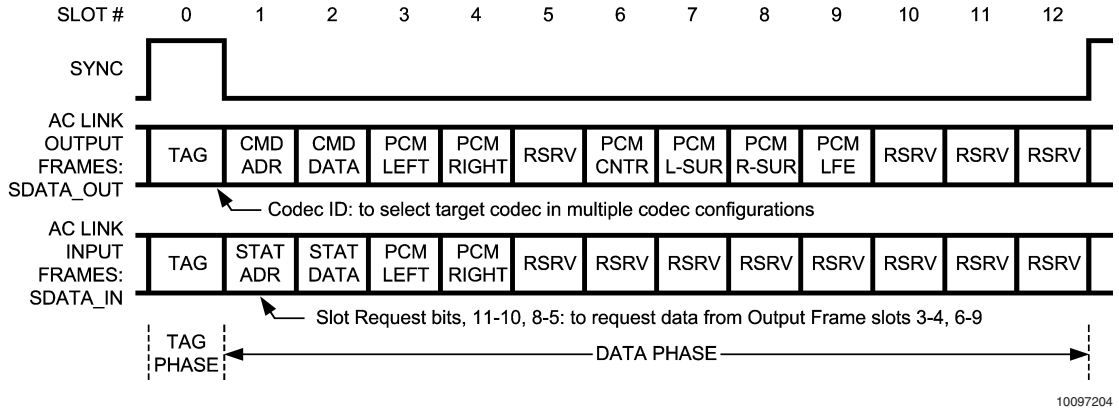 SLOT # 0 1 2 3 4 5 6 7 8 9 10 11 12
SYNC
AC LINK
OUTPUT
FRAMES:
SDATA_OUT
TAG
CMD
ADR
CMD
DATA
PCM
LEFT
PCM
RIGHT
RSRV
PCM
CNTR
PCM
L-SUR
PCM
R-SUR
PCM
LFE
RSRV
RSRV
RSRV
Codec ID: to select target codec in multiple codec configurations
AC LINK
INPUT
FRAMES:
SDATA_IN
TAG
STAT
ADR
STAT
DATA
PCM
LEFT
PCM
RIGHT
RSRV
RSRV
RSRV
RSRV
RSRV
RSRV
RSRV
RSRV
Slot Request bits, 11-10, 8-5: to request data from Output Frame slots 3-4, 6-9
TAG
PHASE
DATA PHASE
10097204